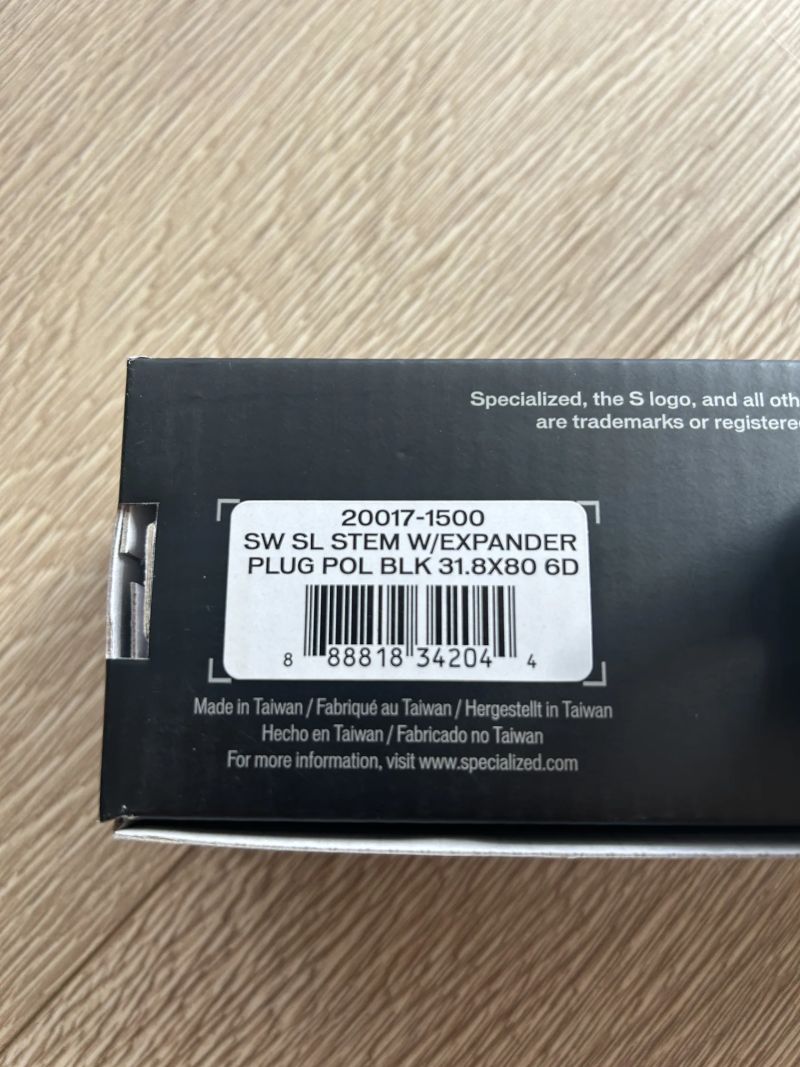 Specialized, the S logo, and all oth
are trademarks or registered
20017-1500
SW SL STEM W/EXPANDER
PLUG POL BLK 31.8X80 6D
8 88818 34204 4
Made in Taiwan / Fabriqué au Taiwan / Hergestellt in Taiwan
Hecho en Taiwan / Fabricado no Taiwan
For more information, visit www.specialized.com